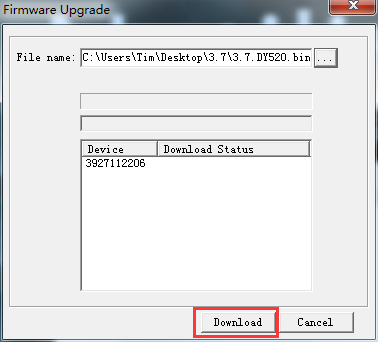 Firmware Upgrade
File name: C:\Users\Tim\Desktop\3.7\3.7.DY520.bin ...
Device Download Status
3927112206
Download Cancel